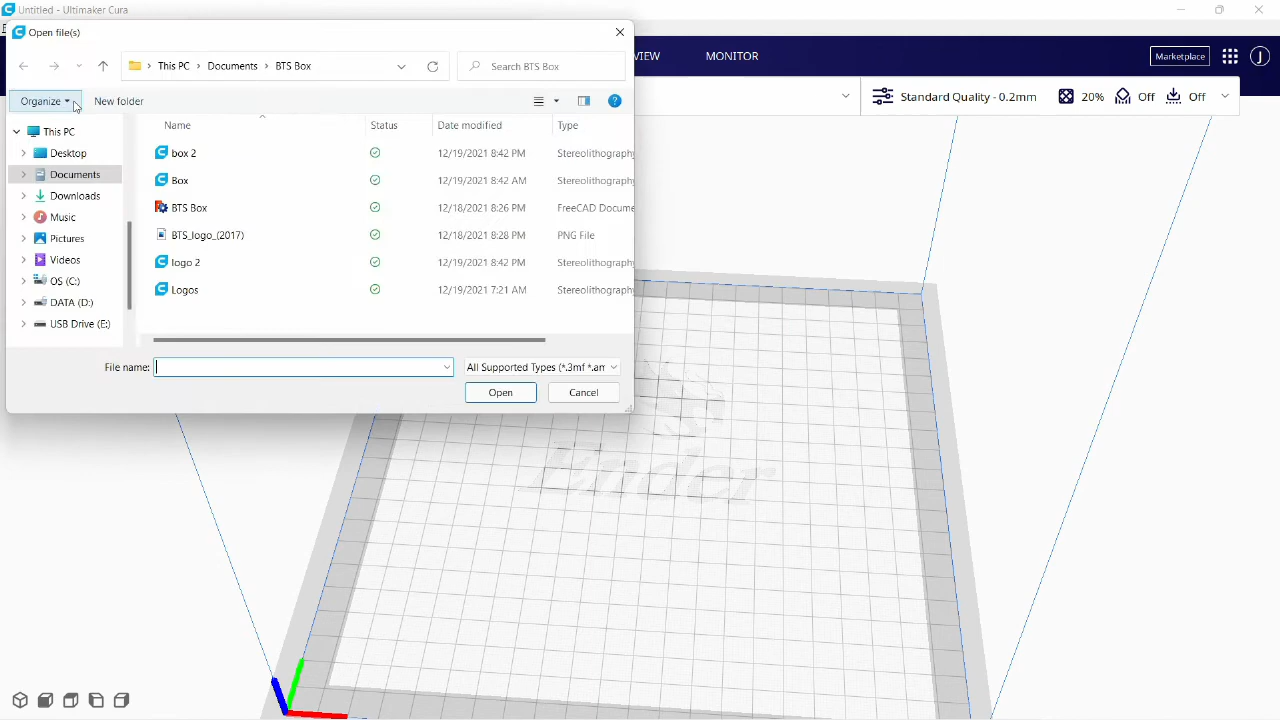 Untitled - Ultimaker Cura
Open file(s)
This PC > Documents > BTS Box
Search BTS Box
VIEW
MONITOR
Marketplace
J
Organize
New folder
Standard Quality - 0.2mm
20%
Off
Off
Name
Status
Date modified
Type
This PC
Desktop
Documents
Downloads
Music
Pictures
Videos
OS (C:)
DATA (D:)
USB Drive (E:)
box 2
12/19/2021 8:42 PM
Stereolithography
Box
12/19/2021 8:42 AM
Stereolithography
BTS Box
12/18/2021 8:26 PM
FreeCAD Docume
BTS_logo_(2017)
12/18/2021 8:28 PM
PNG File
logo 2
12/19/2021 8:42 PM
Stereolithography
Logos
12/19/2021 7:21 AM
Stereolithography
File name:
All Supported Types (*.3mf *.am
Open
Cancel
Ender